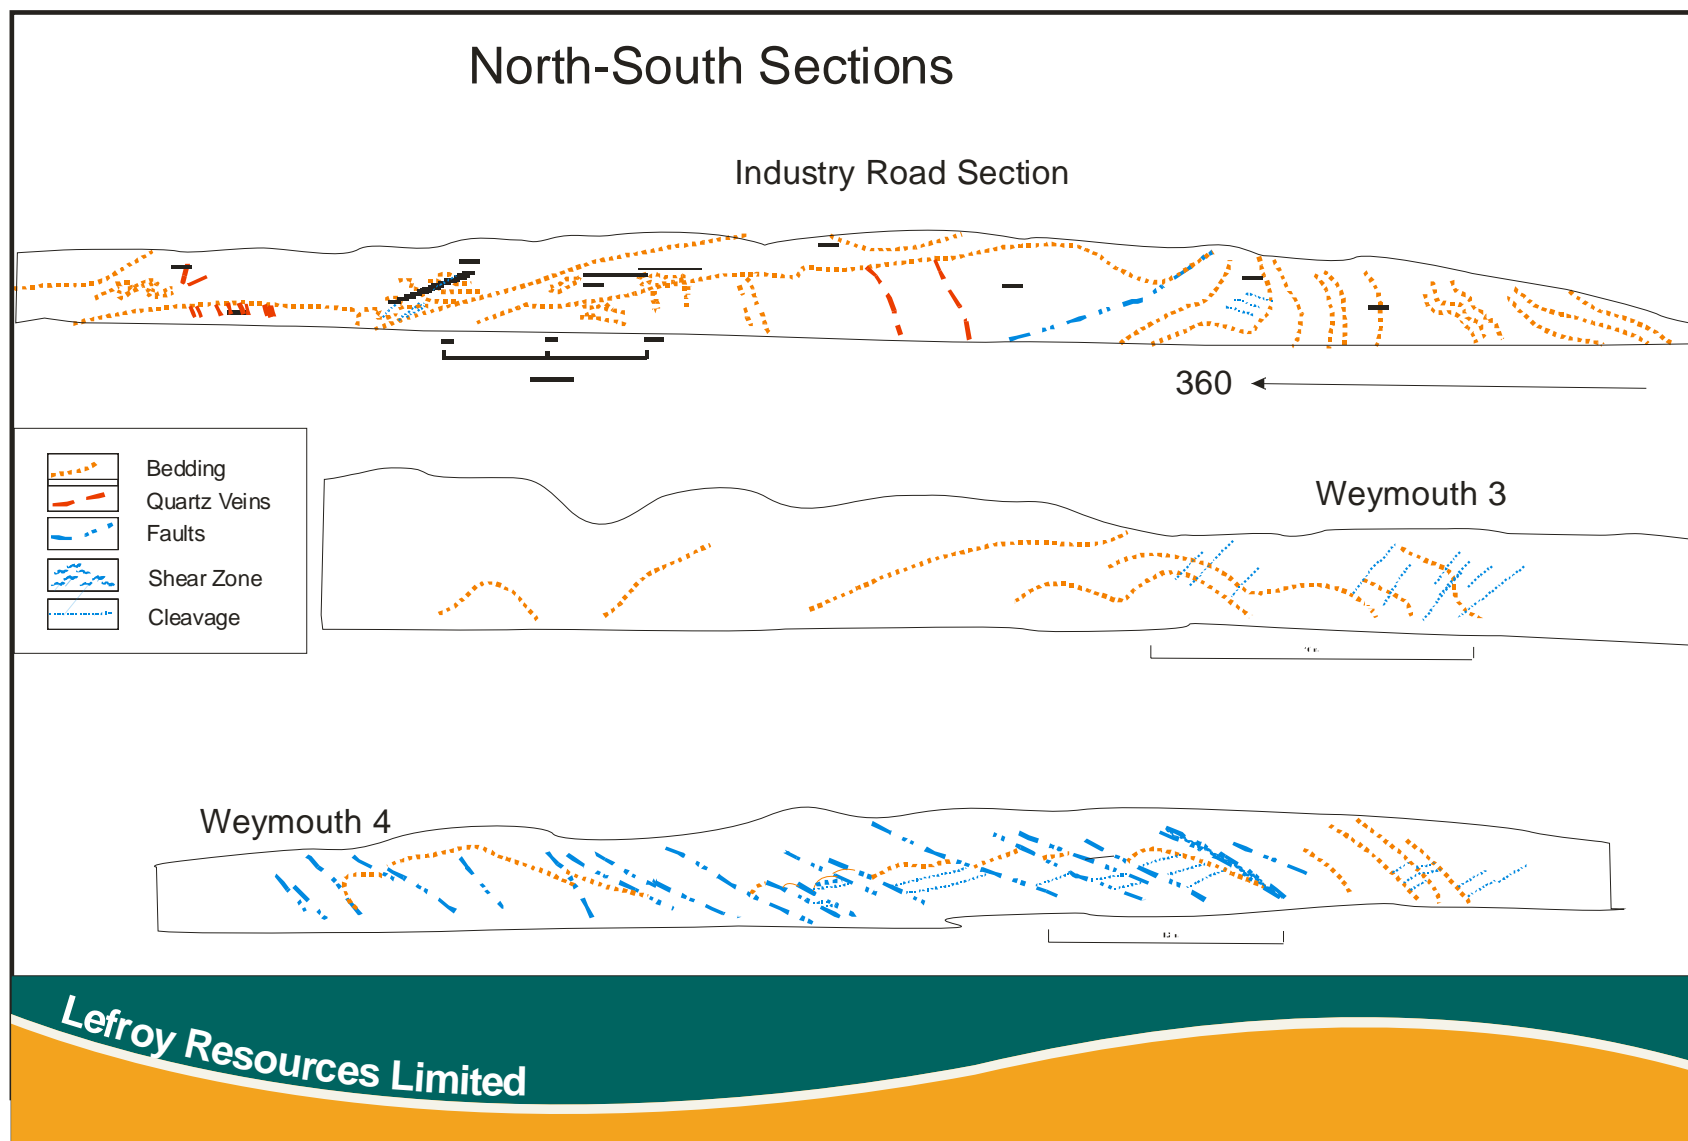 North-South Sections
Industry Road Section
360
Bedding
Quartz Veins
Faults
Shear Zone
Cleavage
Weymouth 3
Weymouth 4
Lefroy Resources Limited